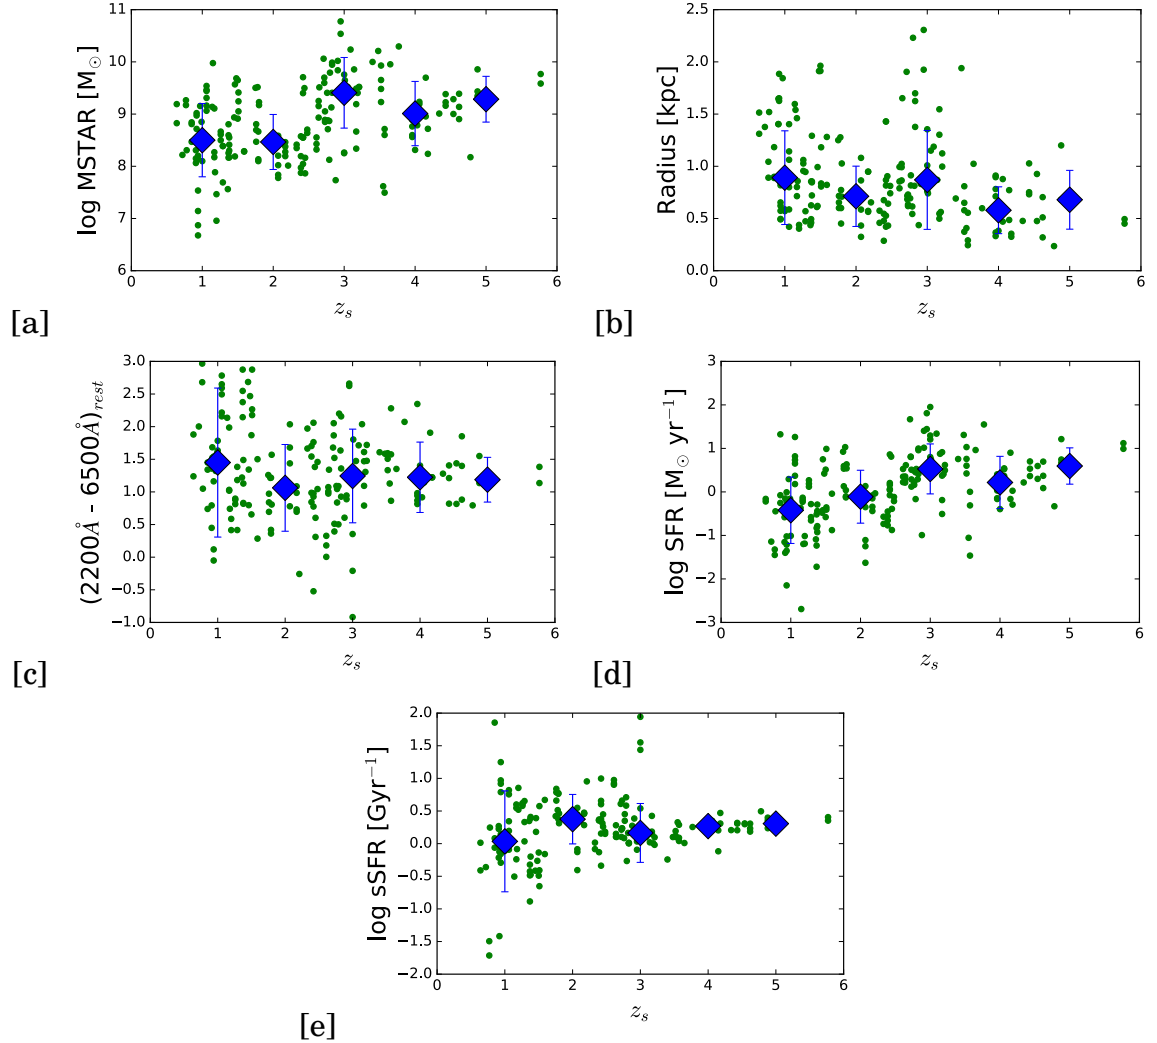 11
10
9
8
7
6
log MSTAR [M⊙]
0 1 2 3 4 5 6
z_s
[a]
2.5
2.0
1.5
1.0
0.5
0.0
Radius [kpc]
0 1 2 3 4 5 6
z_s
[b]
3.0
2.5
2.0
1.5
1.0
0.5
0.0
−0.5
−1.0
(2200Å - 6500Å)_rest
0 1 2 3 4 5 6
z_s
[c]
3
2
1
0
−1
−2
−3
log SFR [M⊙ yr⁻¹]
0 1 2 3 4 5 6
z_s
[d]
2.0
1.5
1.0
0.5
0.0
−0.5
−1.0
−1.5
−2.0
log sSFR [Gyr⁻¹]
0 1 2 3 4 5 6
z_s
[e]